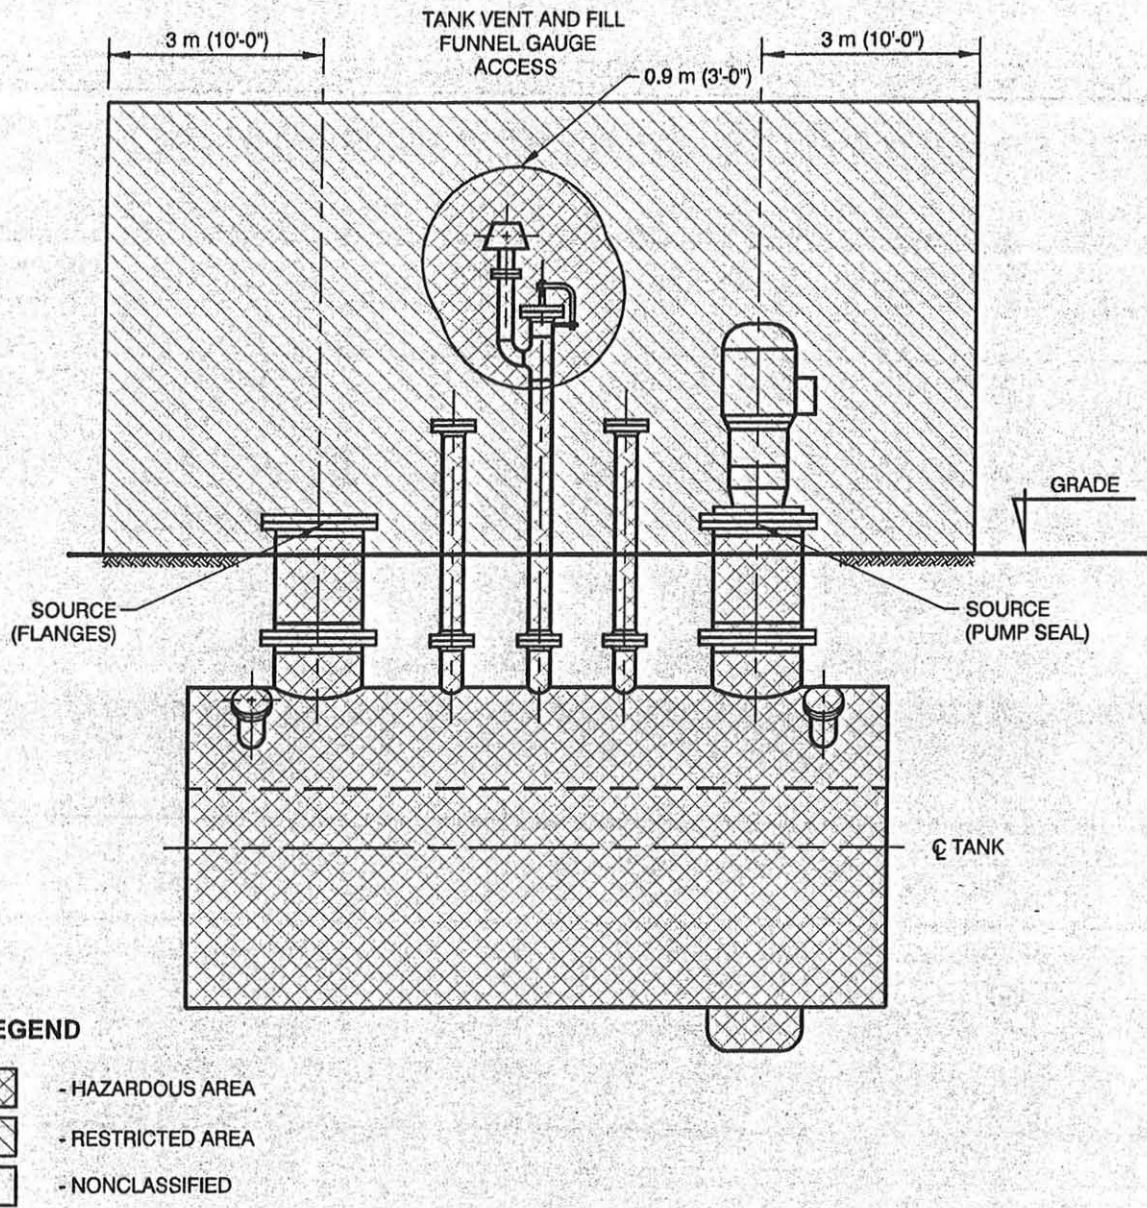 TANK VENT AND FILL
FUNNEL GAUGE
ACCESS
3 m (10'-0")
3 m (10'-0")
0.9 m (3'-0")
GRADE
SOURCE
(FLANGES)
SOURCE
(PUMP SEAL)
℄ TANK
EGEND
- HAZARDOUS AREA
- RESTRICTED AREA
- NONCLASSIFIED